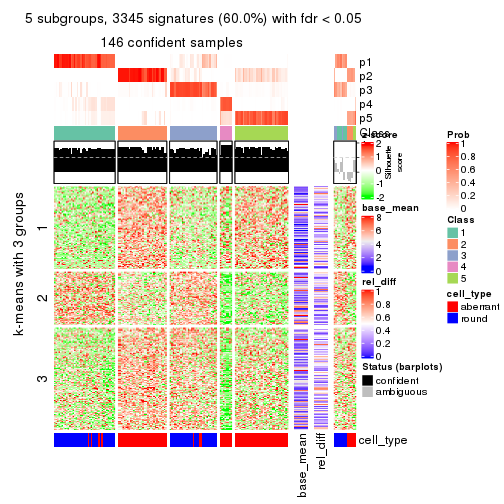 5 subgroups, 3345 signatures (60.0%) with fdr < 0.05
146 confident samples
p1
p2
p3
p4
p5
Class
Silhouette
score
k-means with 3 groups
1
2
3
base_mean
rel_diff
cell_type
z-score
2
1
0
-1
-2
base_mean
8
6
4
2
0
rel_diff
1
0.8
0.6
0.4
0.2
0
Status (barplots)
confident
ambiguous
Prob
1
0.8
0.6
0.4
0.2
0
Class
1
2
3
4
5
cell_type
aberrant
round